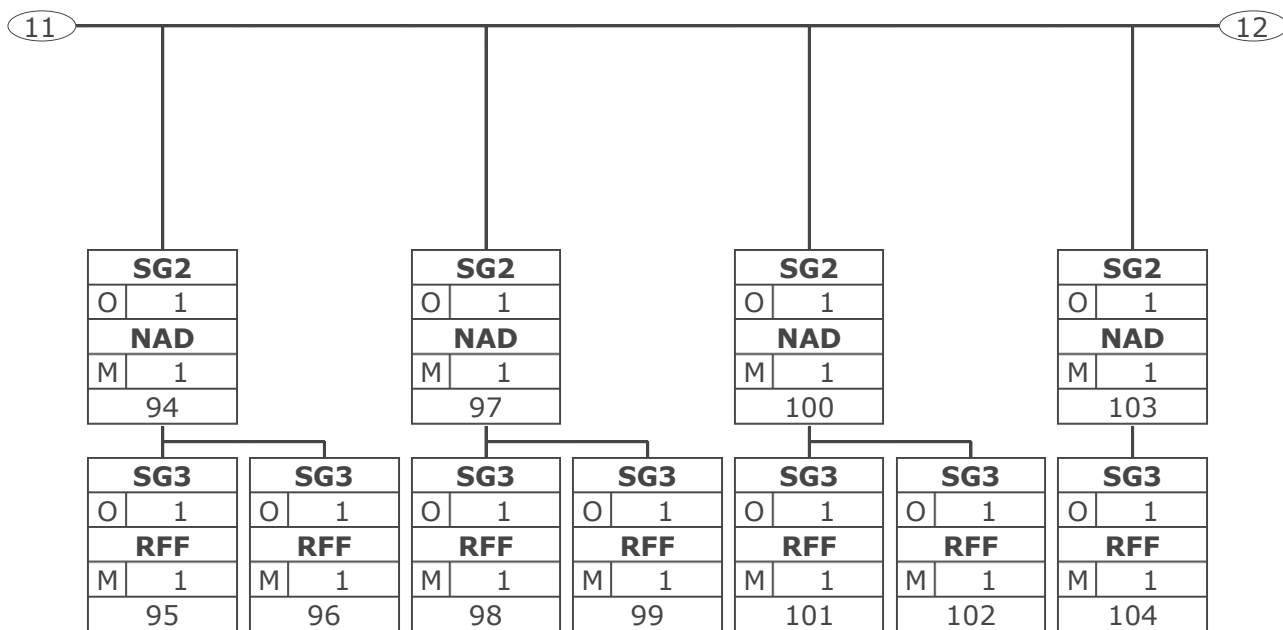 11 12
SG2 SG2 SG2 SG2
O 1 O 1 O 1 O 1
NAD NAD NAD NAD
M 1 M 1 M 1 M 1
94 97 100 103
SG3 SG3 SG3 SG3 SG3 SG3 SG3
O 1 O 1 O 1 O 1 O 1 O 1 O 1
RFF RFF RFF RFF RFF RFF RFF
M 1 M 1 M 1 M 1 M 1 M 1 M 1
95 96 98 99 101 102 104